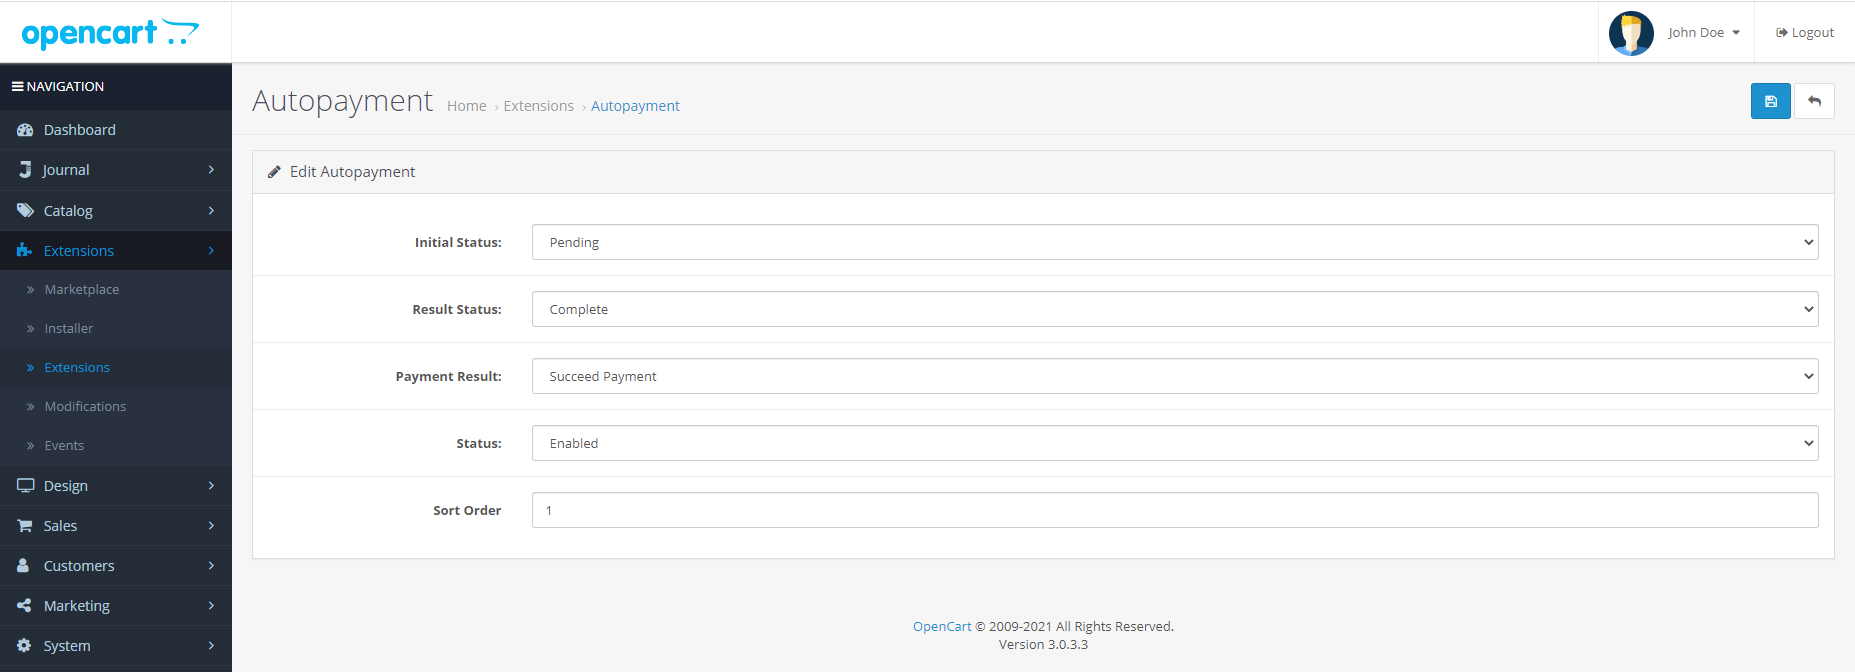 opencart
John Doe
Logout
NAVIGATION
Dashboard
Journal
Catalog
Extensions
Marketplace
Installer
Extensions
Modifications
Events
Design
Sales
Customers
Marketing
System
Autopayment
Home › Extensions › Autopayment
Edit Autopayment
Initial Status: Pending
Result Status: Complete
Payment Result: Succeed Payment
Status: Enabled
Sort Order 1
OpenCart © 2009-2021 All Rights Reserved.
Version 3.0.3.3